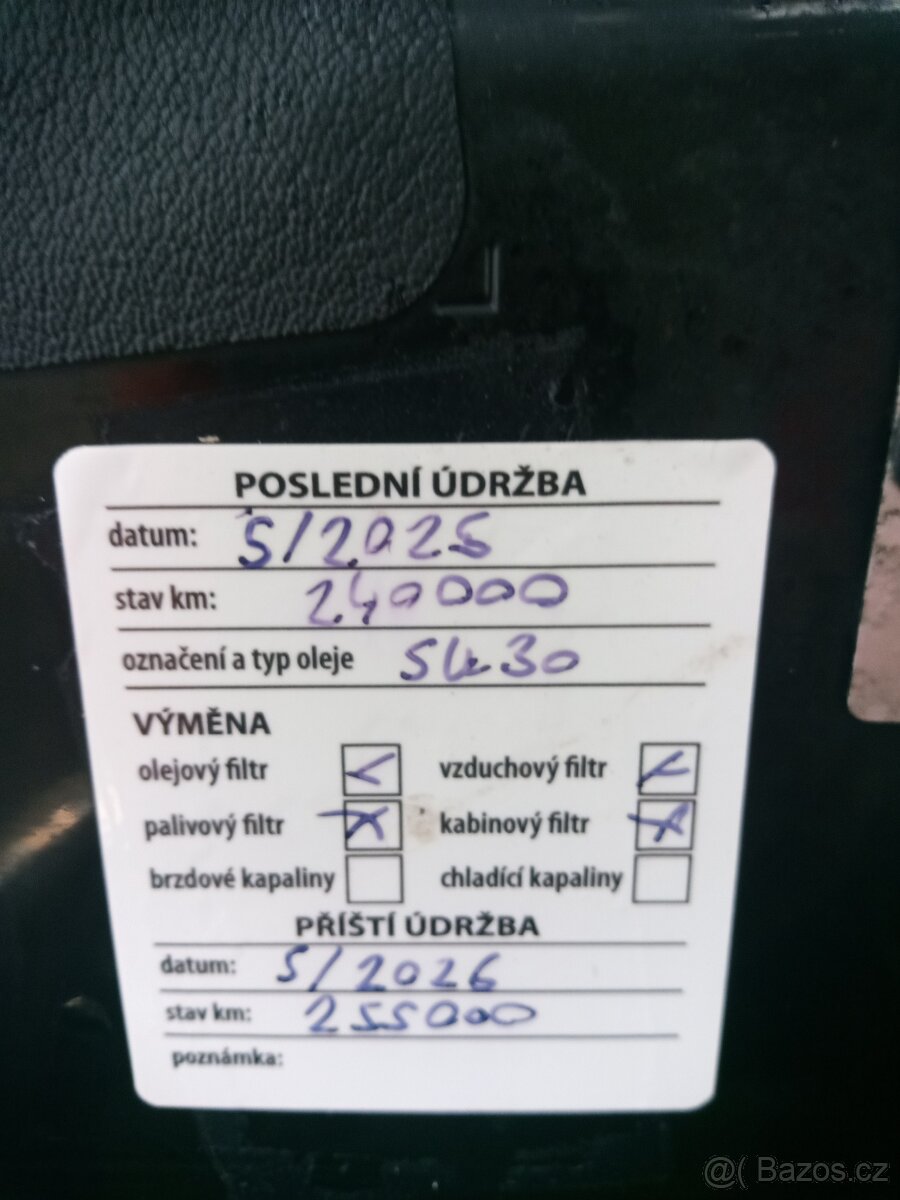 POSLEDNÍ ÚDRŽBA
datum: 5/2025
stav km: 240000
označení a typ oleje 5W30
VÝMĚNA
olejový filtr vzduchový filtr
palivový filtr kabinový filtr
brzdové kapaliny chladící kapaliny
PŘÍŠTÍ ÚDRŽBA
datum: 5/2026
stav km: 255000
poznámka:
@( Bazos.cz